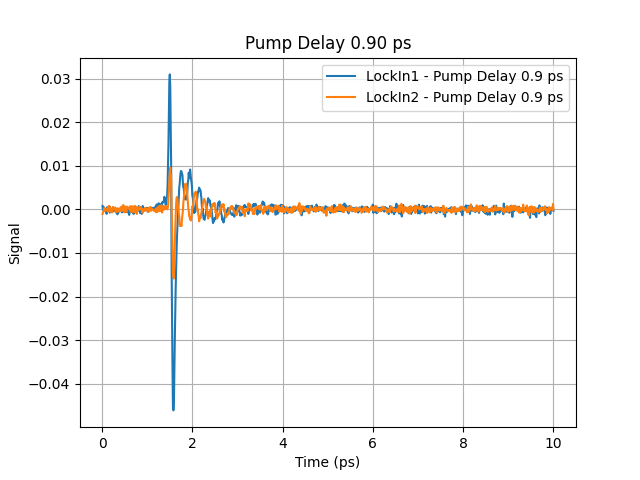 Pump Delay 0.90 ps
LockIn1 - Pump Delay 0.9 ps
LockIn2 - Pump Delay 0.9 ps
0.03
0.02
0.01
0.00
−0.01
−0.02
−0.03
−0.04
Signal
0 2 4 6 8 10
Time (ps)